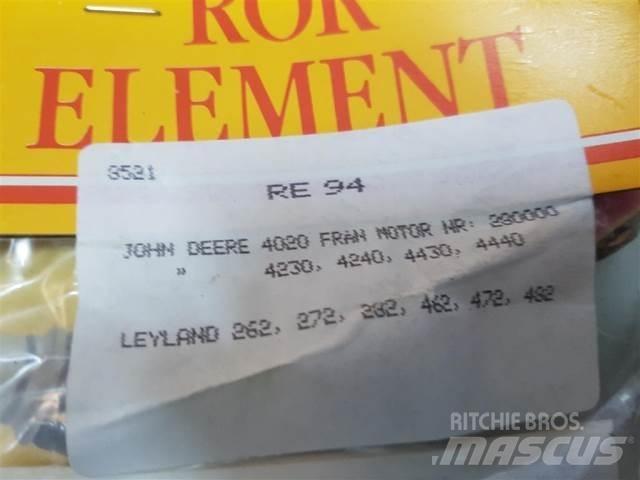 ROR
ELEMENT
3521
RE 94
JOHN DEERE 4020 FRÅN MOTOR NR: 230000
" 4230, 4240, 4430, 4440
LEYLAND 262, 272, 282, 462, 472, 482
RITCHIE BROS.
MASCUS